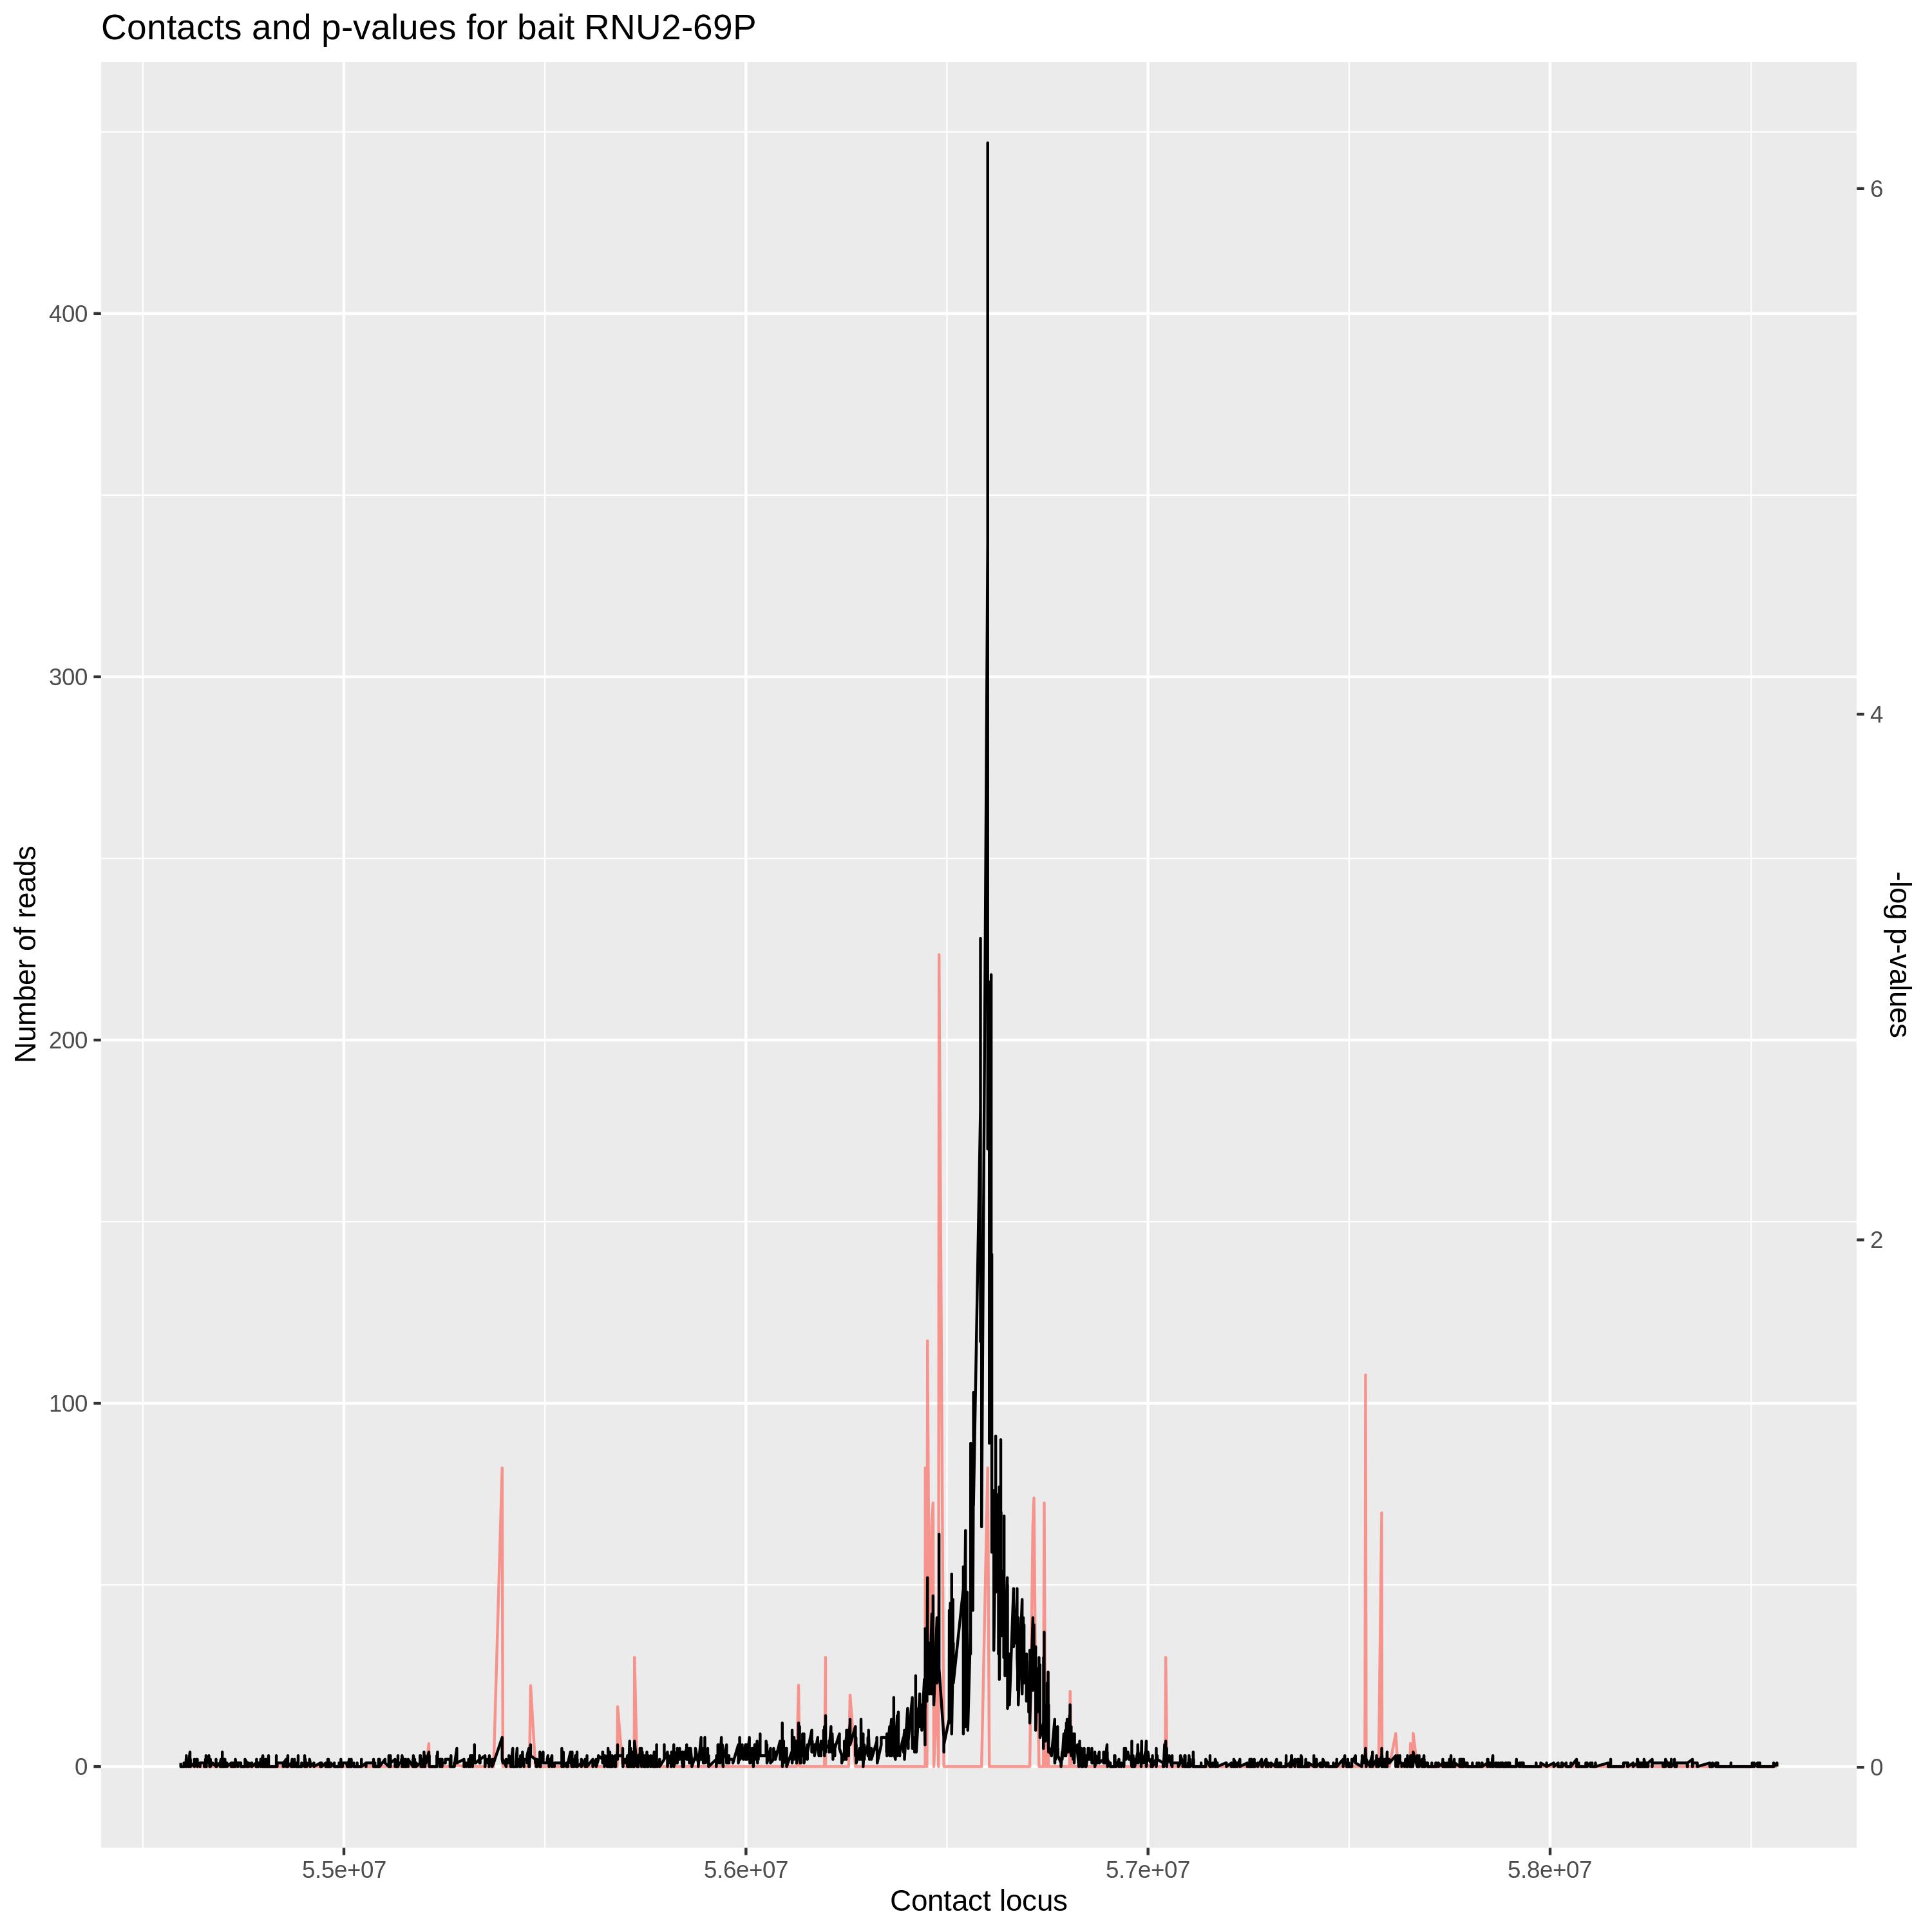 Contacts and p-values for bait RNU2-69P
Number of reads
400
300
200
100
0
6
4
2
0
-log p-values
5.5e+07
5.6e+07
5.7e+07
5.8e+07
Contact locus